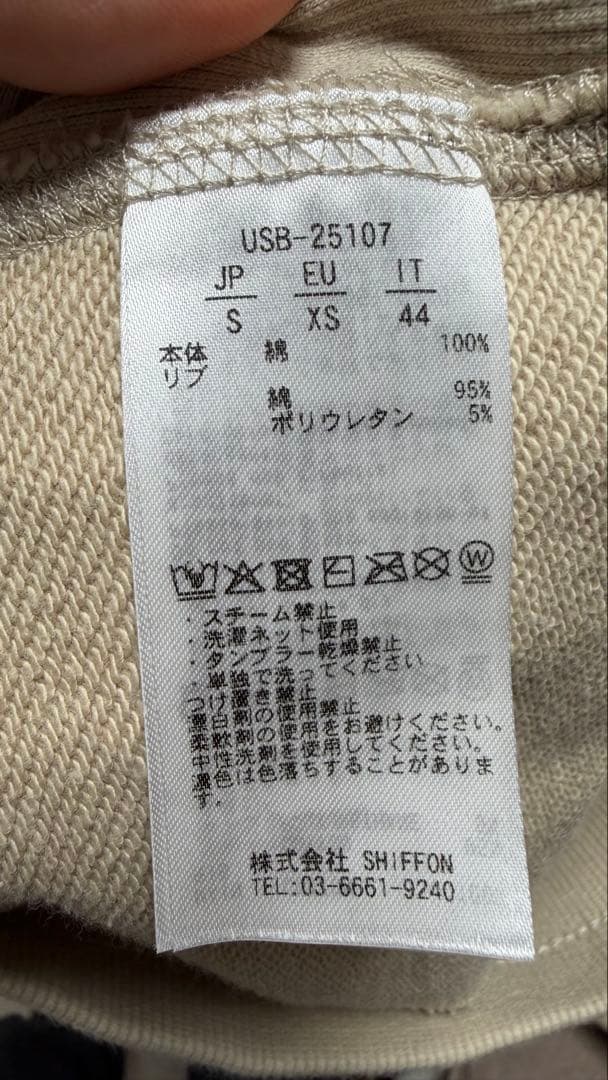 USB-25107
JP EU IT
S XS 44
本体 綿 100%
リブ
綿 95%
ポリウレタン 5%
W
・スチーム禁止
・洗濯ネット使用
・タンブラー乾燥禁止
・単独で洗ってください
つけ置き禁止
漂白剤の使用禁止
柔軟剤の使用をお避けください。
中性洗剤を使用してください。
濃色は色落ちすることがありま
す。
株式会社 SHIFFON
TEL:03-6661-9240